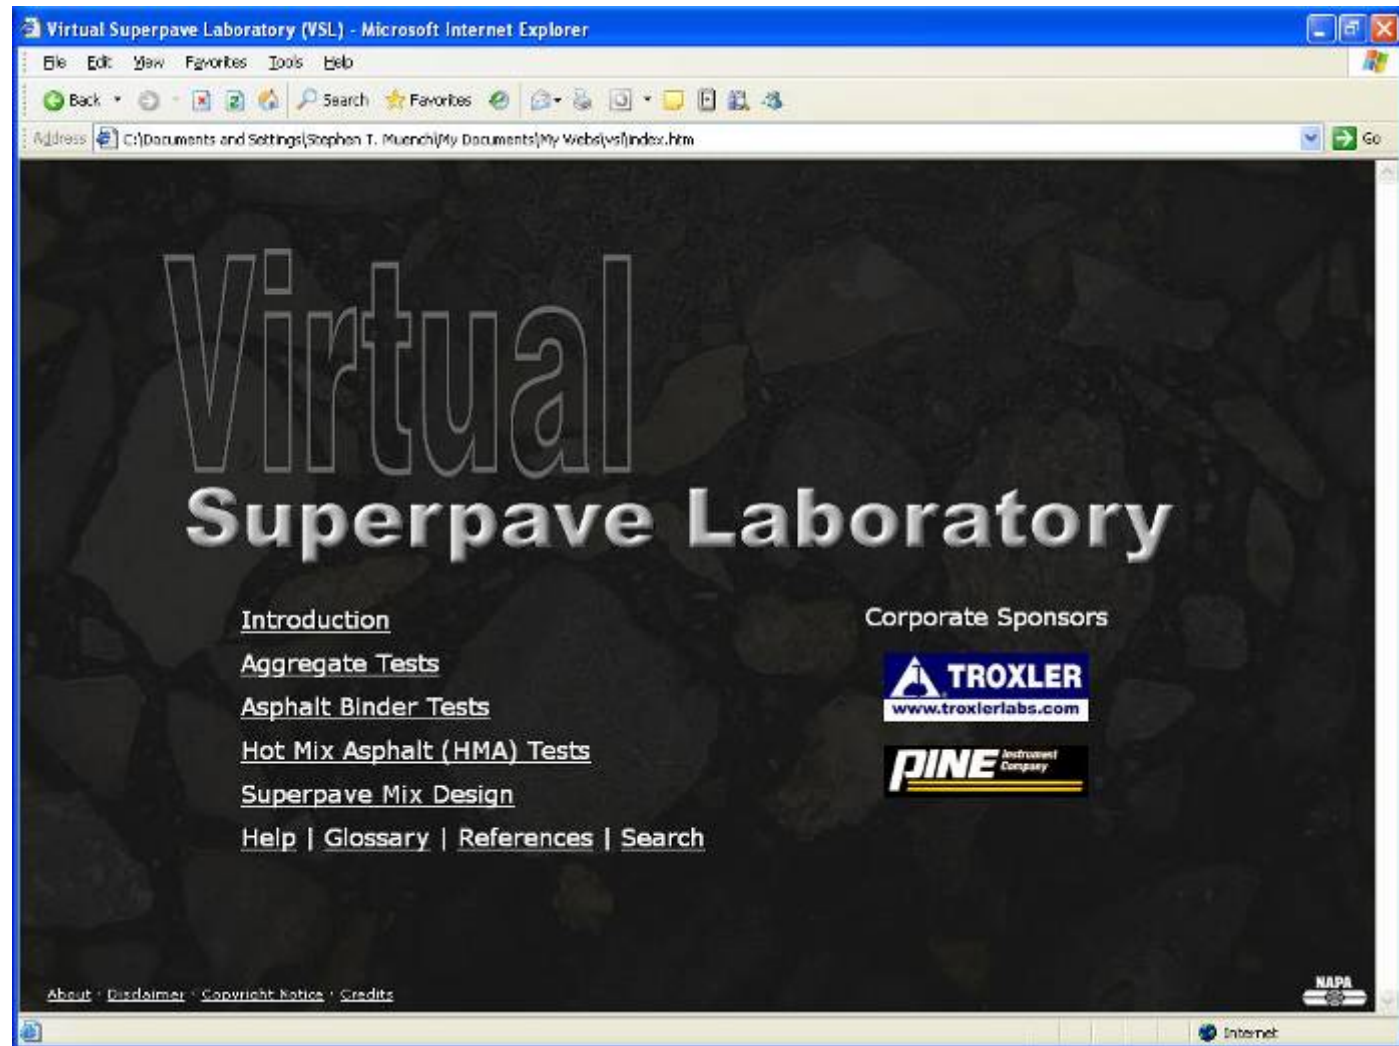 Virtual Superpave Laboratory (VSL) - Microsoft Internet Explorer
File Edit View Favorites Tools Help
Back Search Favorites
Address C:\Documents and Settings\Stephen T. Muenchi\My Documents\My Webs\vsl\index.htm Go
Virtual
Superpave Laboratory
Introduction
Aggregate Tests
Asphalt Binder Tests
Hot Mix Asphalt (HMA) Tests
Superpave Mix Design
Help | Glossary | References | Search
Corporate Sponsors
TROXLER
www.troxlerlabs.com
PINE Instrument
Company
About · Disclaimer · Copyright Notice · Credits
NAPA
Internet